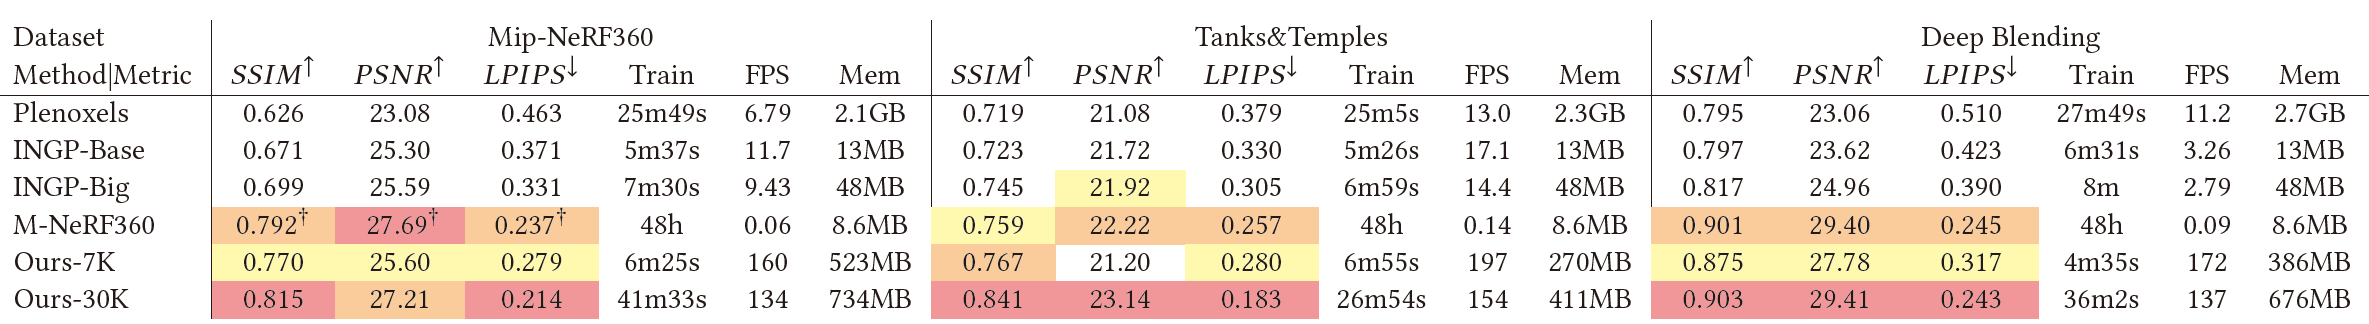 Dataset Mip-NeRF360 Tanks&Temples Deep Blending
Method|Metric SSIM↑ PSNR↑ LPIPS↓ Train FPS Mem SSIM↑ PSNR↑ LPIPS↓ Train FPS Mem SSIM↑ PSNR↑ LPIPS↓ Train FPS Mem
Plenoxels 0.626 23.08 0.463 25m49s 6.79 2.1GB 0.719 21.08 0.379 25m5s 13.0 2.3GB 0.795 23.06 0.510 27m49s 11.2 2.7GB
INGP-Base 0.671 25.30 0.371 5m37s 11.7 13MB 0.723 21.72 0.330 5m26s 17.1 13MB 0.797 23.62 0.423 6m31s 3.26 13MB
INGP-Big 0.699 25.59 0.331 7m30s 9.43 48MB 0.745 21.92 0.305 6m59s 14.4 48MB 0.817 24.96 0.390 8m 2.79 48MB
M-NeRF360 0.792† 27.69† 0.237† 48h 0.06 8.6MB 0.759 22.22 0.257 48h 0.14 8.6MB 0.901 29.40 0.245 48h 0.09 8.6MB
Ours-7K 0.770 25.60 0.279 6m25s 160 523MB 0.767 21.20 0.280 6m55s 197 270MB 0.875 27.78 0.317 4m35s 172 386MB
Ours-30K 0.815 27.21 0.214 41m33s 134 734MB 0.841 23.14 0.183 26m54s 154 411MB 0.903 29.41 0.243 36m2s 137 676MB